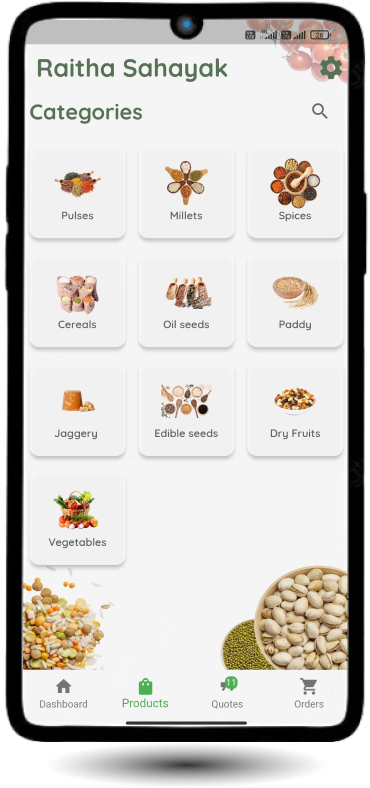 26
Raitha Sahayak
Categories
Pulses Millets Spices
Cereals Oil seeds Paddy
Jaggery Edible seeds Dry Fruits
Vegetables
11
Dashboard Products Quotes Orders